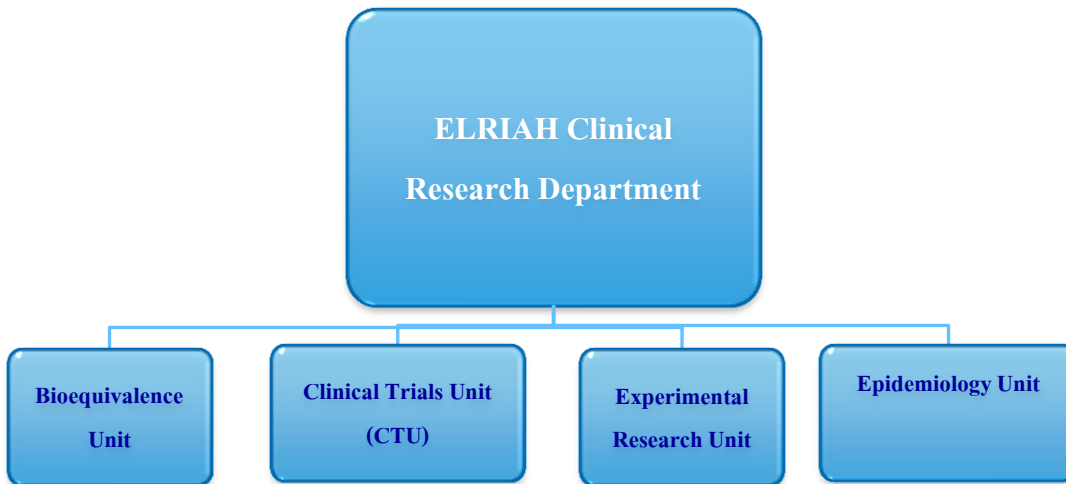 ELRIAH Clinical
Research Department
Bioequivalence
Unit
Clinical Trials Unit
(CTU)
Experimental
Research Unit
Epidemiology Unit